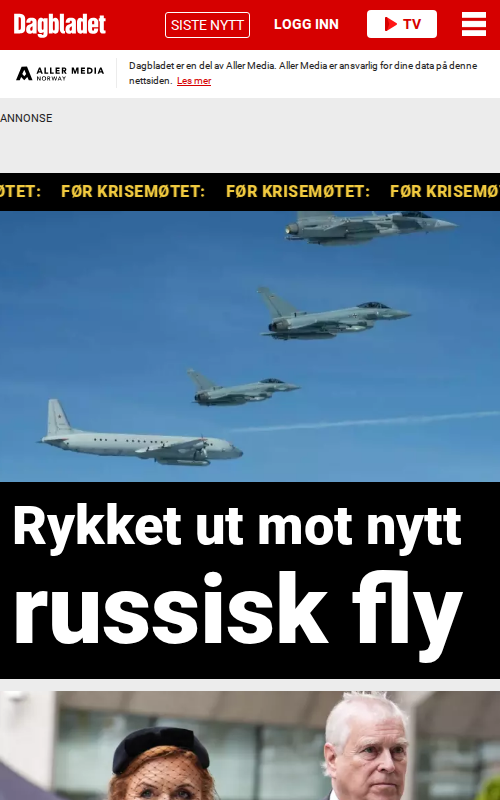 Dagbladet
SISTE NYTT
LOGG INN
TV
ALLER MEDIA
NORWAY
Dagbladet er en del av Aller Media. Aller Media er ansvarlig for dine data på denne
nettsiden. Les mer
ANNONSE
ØTET: FØR KRISEMØTET: FØR KRISEMØTET: FØR KRISEMØ
Rykket ut mot nytt
russisk fly